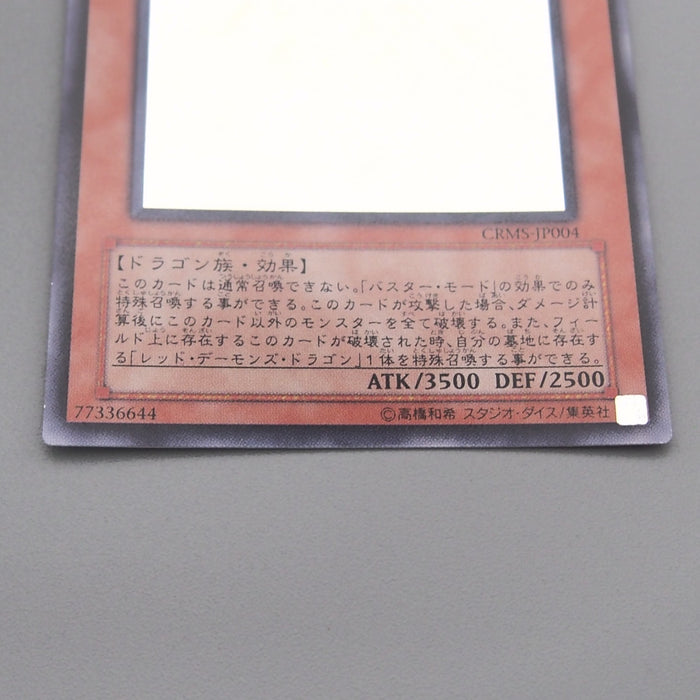 CRMS-JP004
【ドラゴン族・効果】
このカードは通常召喚できない。「バスター・モード」の効果でのみ
特殊召喚する事ができる。このカードが攻撃した場合、ダメージ計
算後にこのカード以外のモンスターを全て破壊する。また、フィー
ルド上に存在するこのカードが破壊された時、自分の墓地に存在す
る「レッド・デーモンズ・ドラゴン」1体を特殊召喚する事ができる。
ATK/3500 DEF/2500
77336644 ©高橋和希 スタジオ・ダイス/集英社